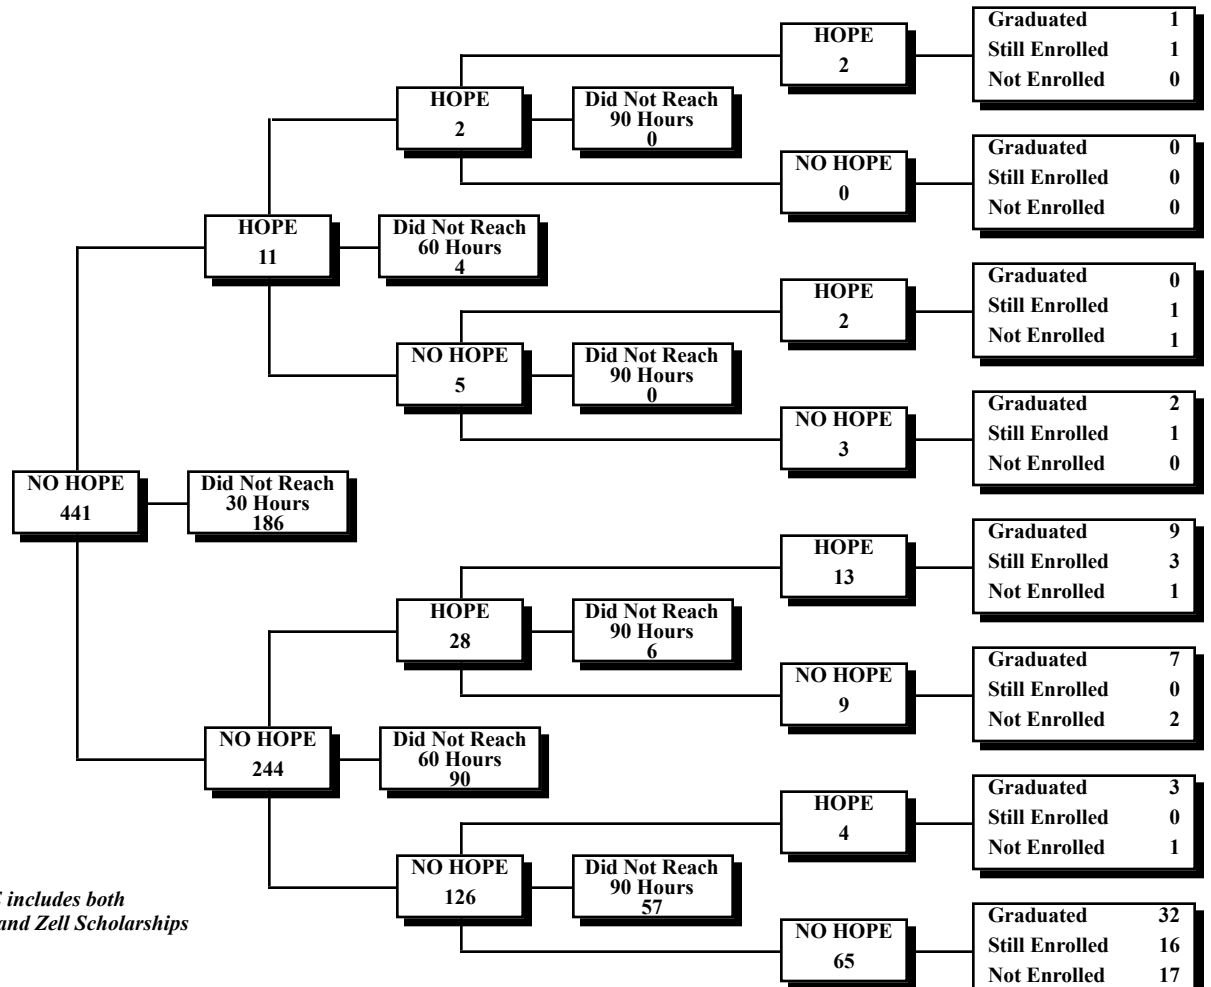 Graduated 1
Still Enrolled 1
Not Enrolled 0
HOPE
2
HOPE
2
Did Not Reach
90 Hours
0
Graduated 0
Still Enrolled 0
Not Enrolled 0
NO HOPE
0
HOPE
11
Did Not Reach
60 Hours
4
Graduated 0
Still Enrolled 1
Not Enrolled 1
HOPE
2
NO HOPE
5
Did Not Reach
90 Hours
0
Graduated 2
Still Enrolled 1
Not Enrolled 0
NO HOPE
3
NO HOPE
441
Did Not Reach
30 Hours
186
Graduated 9
Still Enrolled 3
Not Enrolled 1
HOPE
13
HOPE
28
Did Not Reach
90 Hours
6
Graduated 7
Still Enrolled 0
Not Enrolled 2
NO HOPE
9
NO HOPE
244
Did Not Reach
60 Hours
90
Graduated 3
Still Enrolled 0
Not Enrolled 1
HOPE
4
NO HOPE
126
Did Not Reach
90 Hours
57
includes both
and Zell Scholarships
Graduated 32
Still Enrolled 16
Not Enrolled 17
NO HOPE
65